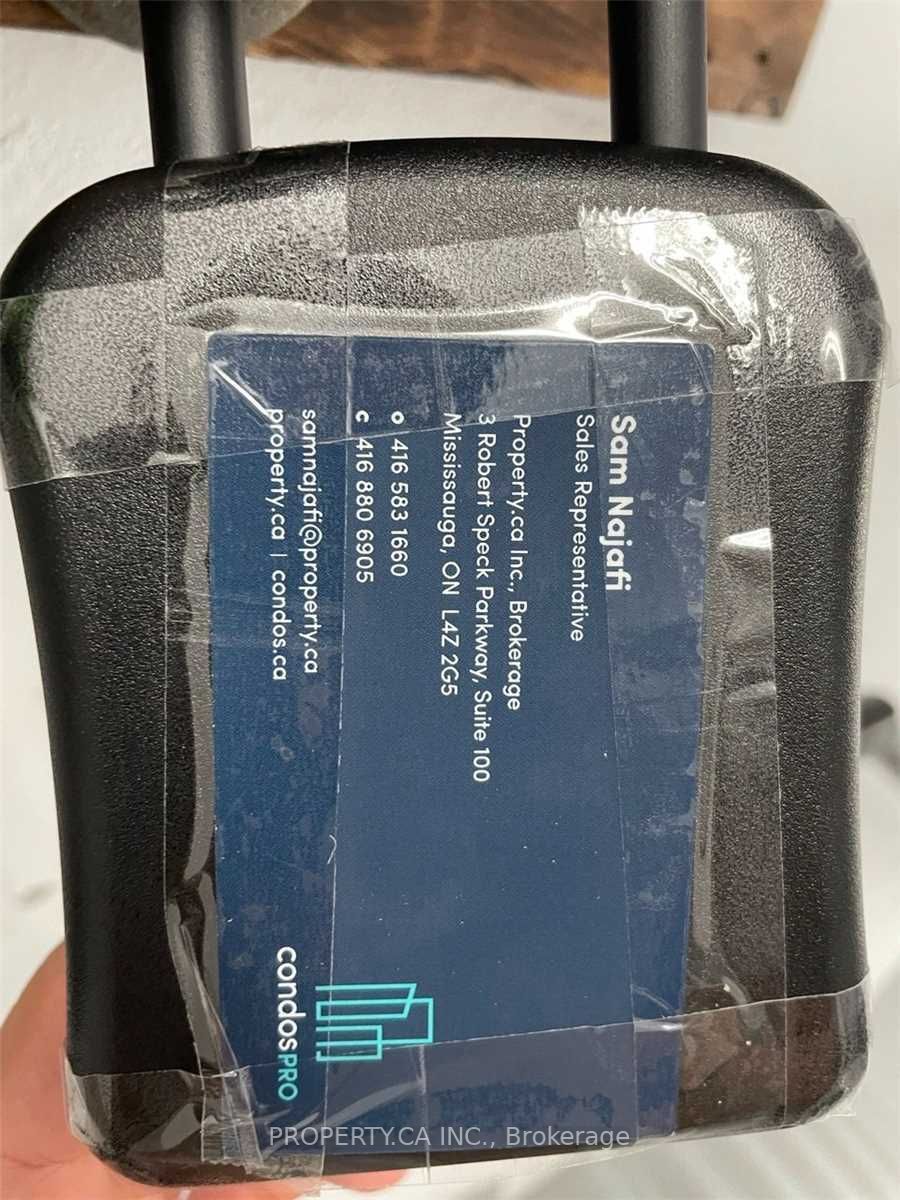 Sam Najafi
Sales Representative
Property.ca Inc., Brokerage
3 Robert Speck Parkway, Suite 100
Mississauga, ON L4Z 2G5
o 416 583 1660
c 416 880 6905
samnajafi@property.ca
property.ca | condos.ca
condosPRO
PROPERTY.CA INC., Brokerage